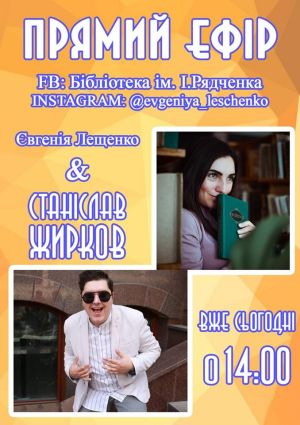 ПРЯМИЙ ЕФІР
FB: Бібліотека ім. І.Рядченка
INSTAGRAM: @evgeniya_leschenko
Євгенія Лещенко
&
СТАНІСЛАВ
ЖИРКОВ
ВЖЕ СЬОГОДНІ
О 14:00